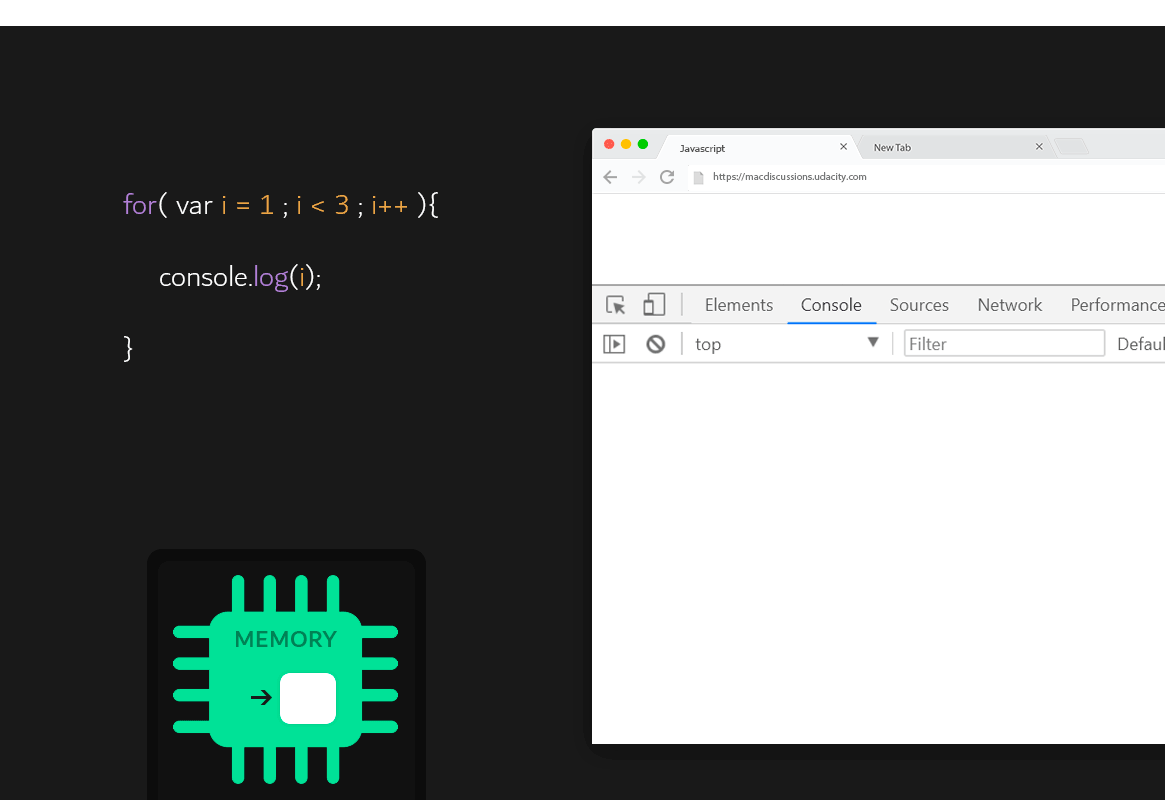 for( var i = 1 ; i < 3 ; i++ ){
console.log(i);
}
MEMORY
Javascript
New Tab
https://macdiscussions.udacity.com
Elements Console Sources Network Performance
top Filter Defaul